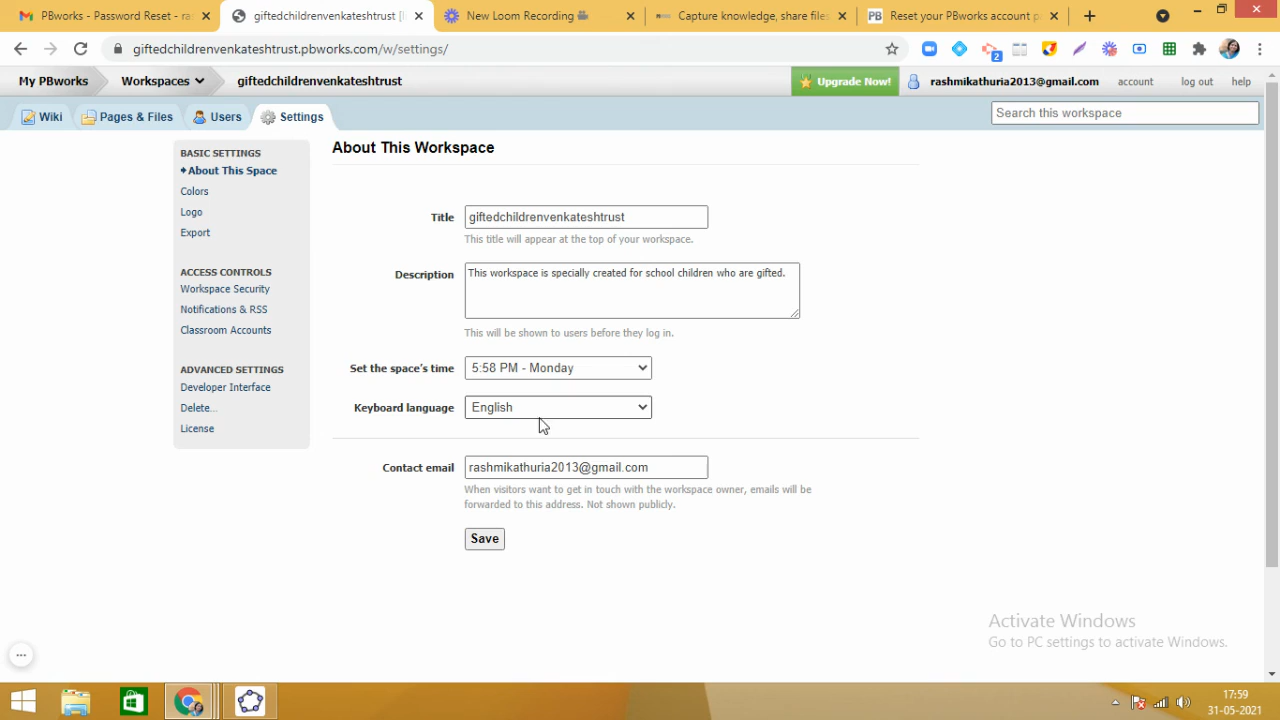 PBworks - Password Reset - ra
giftedchildrenvenkateshtrust [
New Loom Recording
Capture knowledge, share files
PB Reset your PBworks account p
giftedchildrenvenkateshtrust.pbworks.com/w/settings/
2
My PBworks Workspaces giftedchildrenvenkateshtrust Upgrade Now! rashmikathuria2013@gmail.com account log out help
Wiki Pages & Files Users Settings Search this workspace
BASIC SETTINGS
About This Space
Colors
Logo
Export
ACCESS CONTROLS
Workspace Security
Notifications & RSS
Classroom Accounts
ADVANCED SETTINGS
Developer Interface
Delete...
License
About This Workspace
Title giftedchildrenvenkateshtrust
This title will appear at the top of your workspace.
Description This workspace is specially created for school children who are gifted.
This will be shown to users before they log in.
Set the space's time 5:58 PM - Monday
Keyboard language English
Contact email rashmikathuria2013@gmail.com
When visitors want to get in touch with the workspace owner, emails will be
forwarded to this address. Not shown publicly.
Save
Activate Windows
Go to PC settings to activate Windows.
17:59
31-05-2021